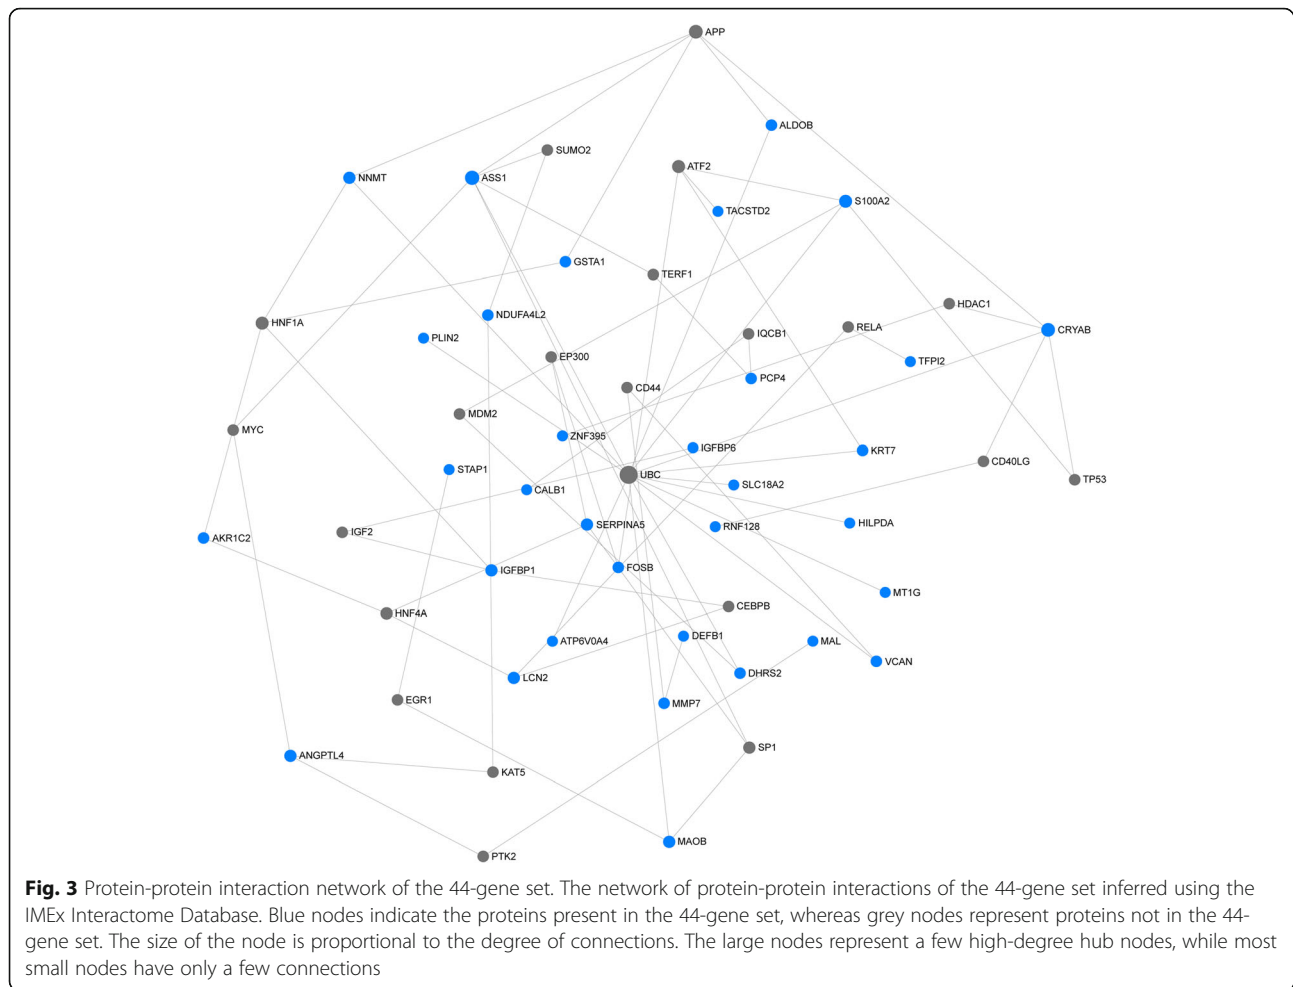 APP
ALDOB
SUMO2
ATF2
NNMT
ASS1
S100A2
TACSTD2
GSTA1
TERF1
HDAC1
NDUFA4L2
HNF1A
RELA
CRYAB
IQCB1
PLIN2
EP300
TFPI2
PCP4
CD44
MDM2
MYC
ZNF395
IGFBP6
KRT7
CD40LG
STAP1
UBC
TP53
SLC18A2
CALB1
SERPINA5
RNF128
HILPDA
IGF2
AKR1C2
FOSB
IGFBP1
MT1G
CEBPB
HNF4A
DEFB1
ATP6V0A4
MAL
VCAN
DHRS2
LCN2
EGR1
MMP7
SP1
ANGPTL4
KAT5
MAOB
PTK2
Fig. 3 Protein-protein interaction network of the 44-gene set. The network of protein-protein interactions of the 44-gene set inferred using the
IMEx Interactome Database. Blue nodes indicate the proteins present in the 44-gene set, whereas grey nodes represent proteins not in the 44-
gene set. The size of the node is proportional to the degree of connections. The large nodes represent a few high-degree hub nodes, while most
small nodes have only a few connections